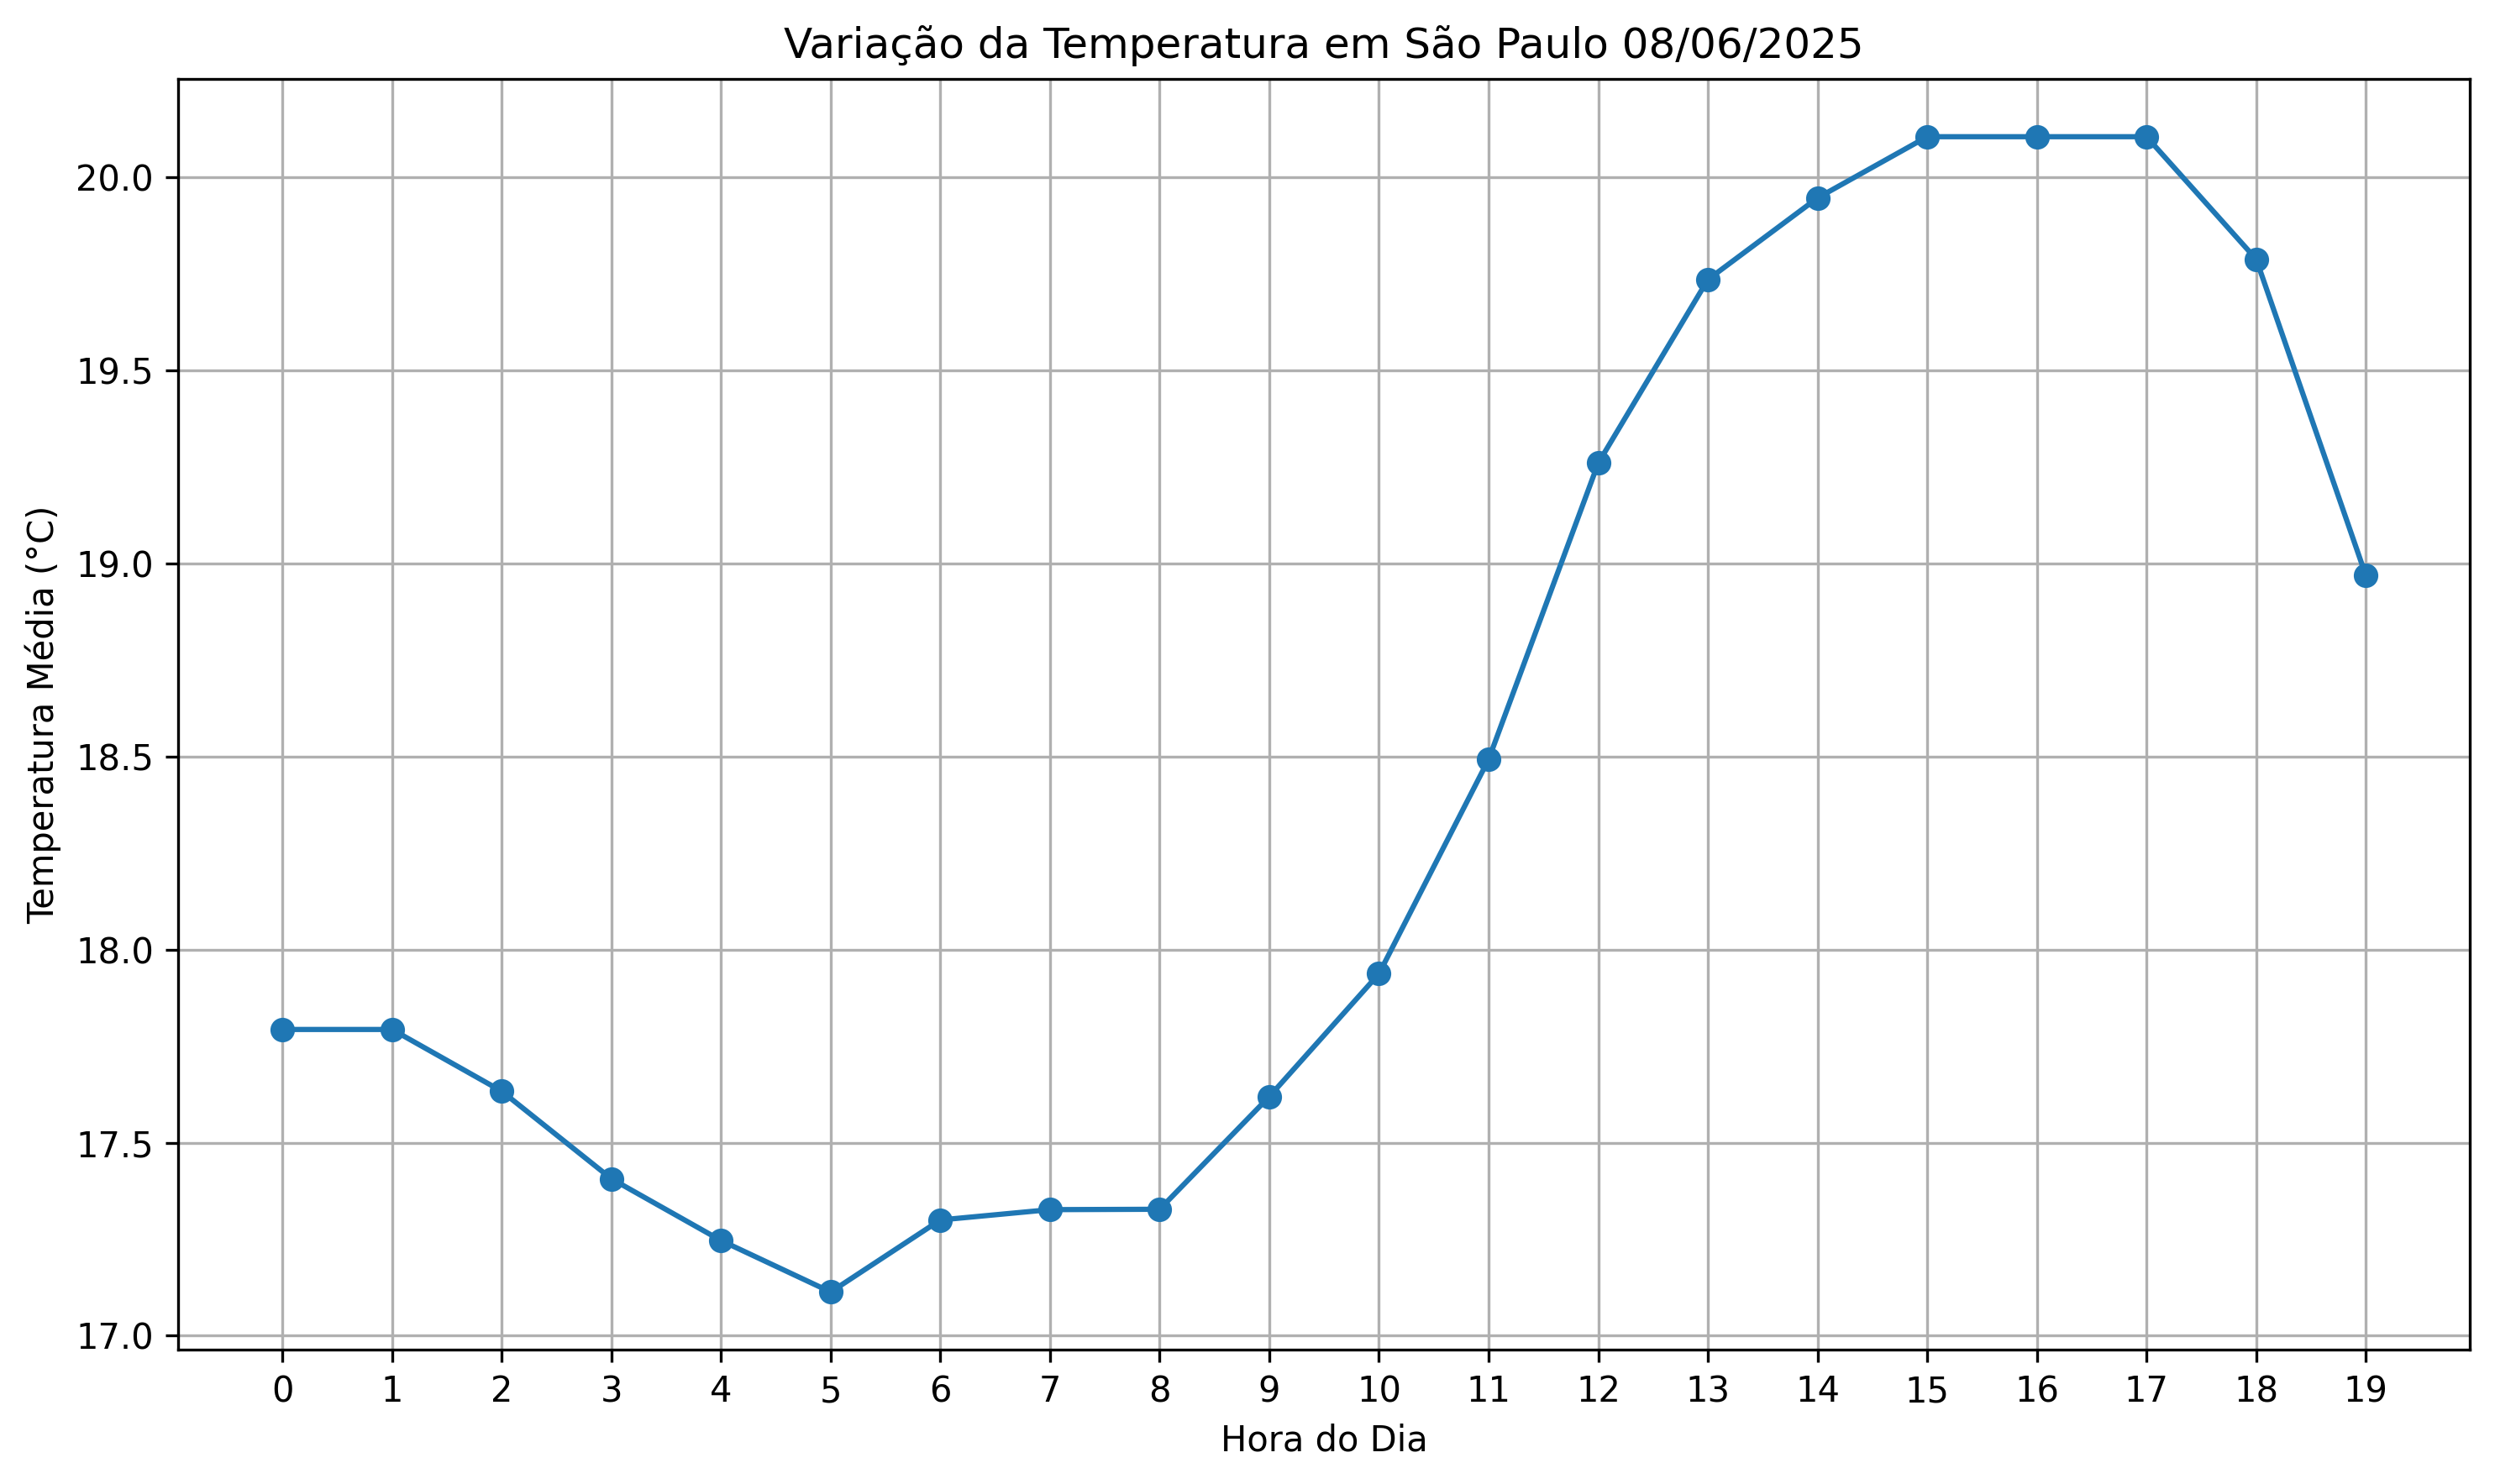 Variação da Temperatura em São Paulo 08/06/2025
Temperatura Média (°C)
20.0
19.5
19.0
18.5
18.0
17.5
17.0
0 1 2 3 4 5 6 7 8 9 10 11 12 13 14 15 16 17 18 19
Hora do Dia